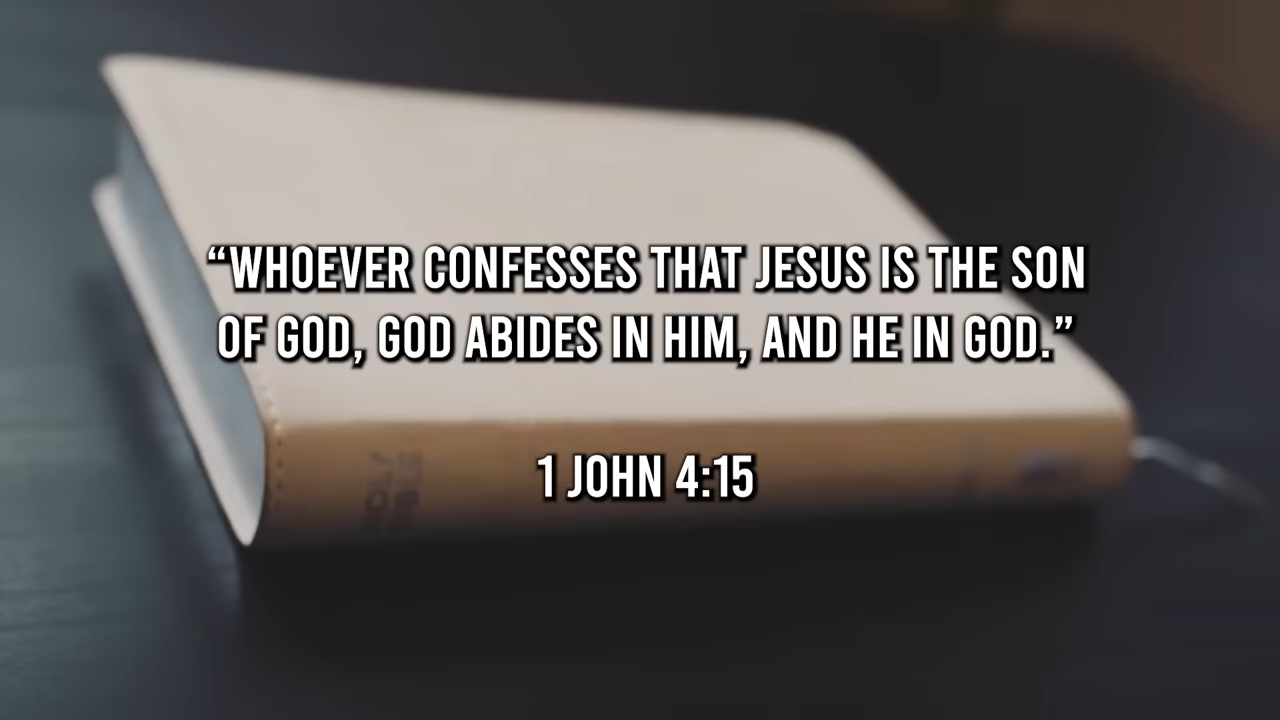 “WHOEVER CONFESSES THAT JESUS IS THE SON
OF GOD, GOD ABIDES IN HIM, AND HE IN GOD.”
1 JOHN 4:15